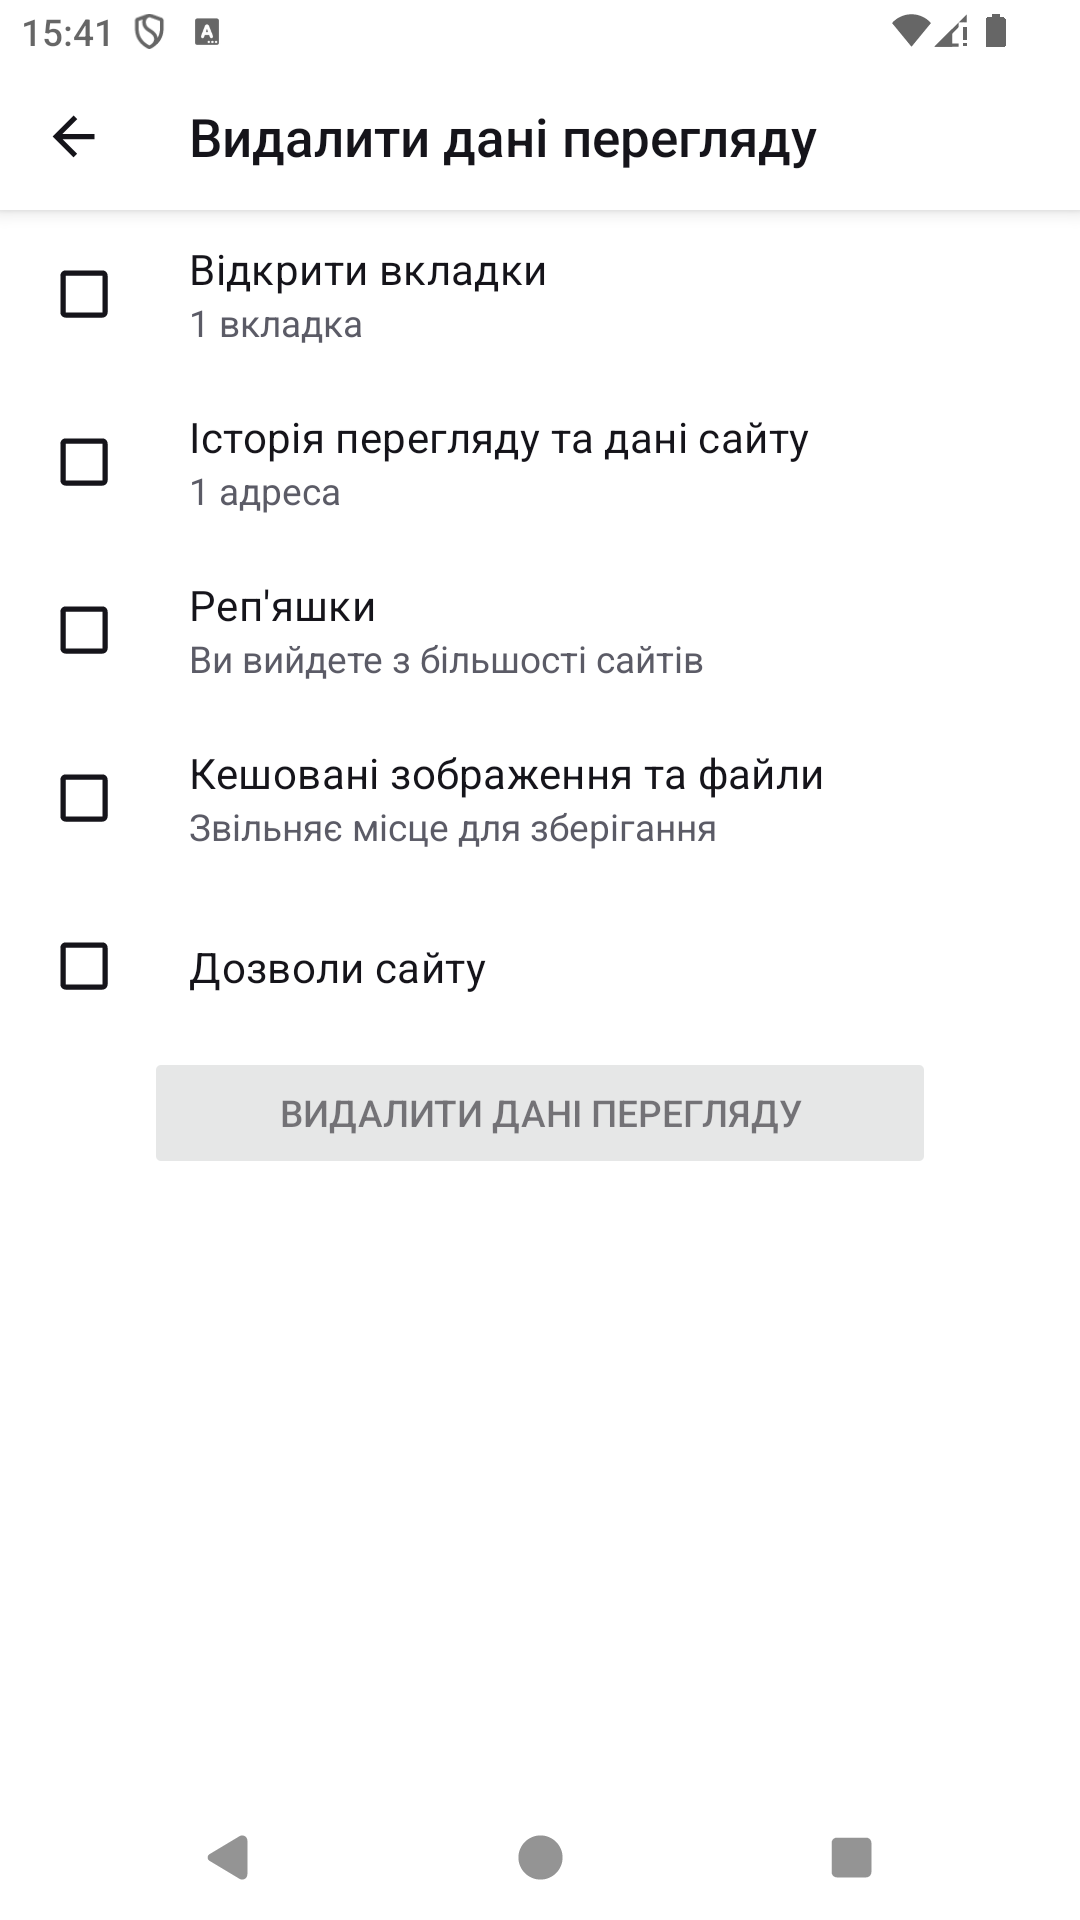 15:41
Видалити дані перегляду
Відкрити вкладки
1 вкладка
Історія перегляду та дані сайту
1 адреса
Реп'яшки
Ви вийдете з більшості сайтів
Кешовані зображення та файли
Звільняє місце для зберігання
Дозволи сайту
ВИДАЛИТИ ДАНІ ПЕРЕГЛЯДУ